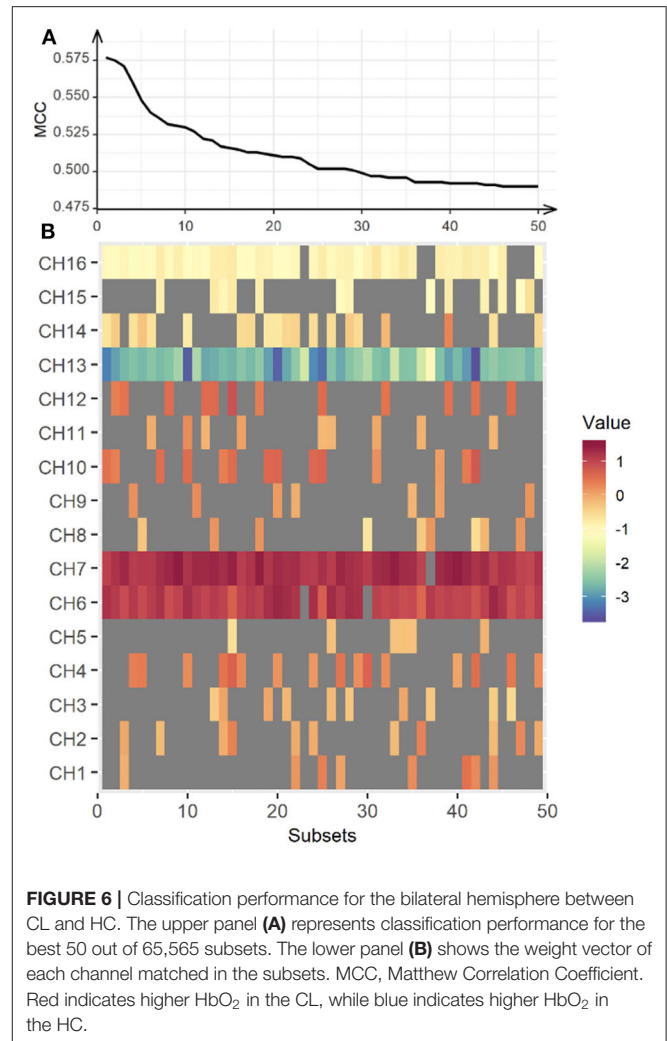 A
MCC
0.575
0.550
0.525
0.500
0.475
0 10 20 30 40 50
B
CH16
CH15
CH14
CH13
CH12
CH11
CH10
CH9
CH8
CH7
CH6
CH5
CH4
CH3
CH2
CH1
0 10 20 30 40 50
Subsets
Value
1
0
-1
-2
-3
FIGURE 6 | Classification performance for the bilateral hemisphere between
CL and HC. The upper panel (A) represents classification performance for the
best 50 out of 65,565 subsets. The lower panel (B) shows the weight vector of
each channel matched in the subsets. MCC, Matthew Correlation Coefficient.
Red indicates higher HbO₂ in the CL, while blue indicates higher HbO₂ in
the HC.